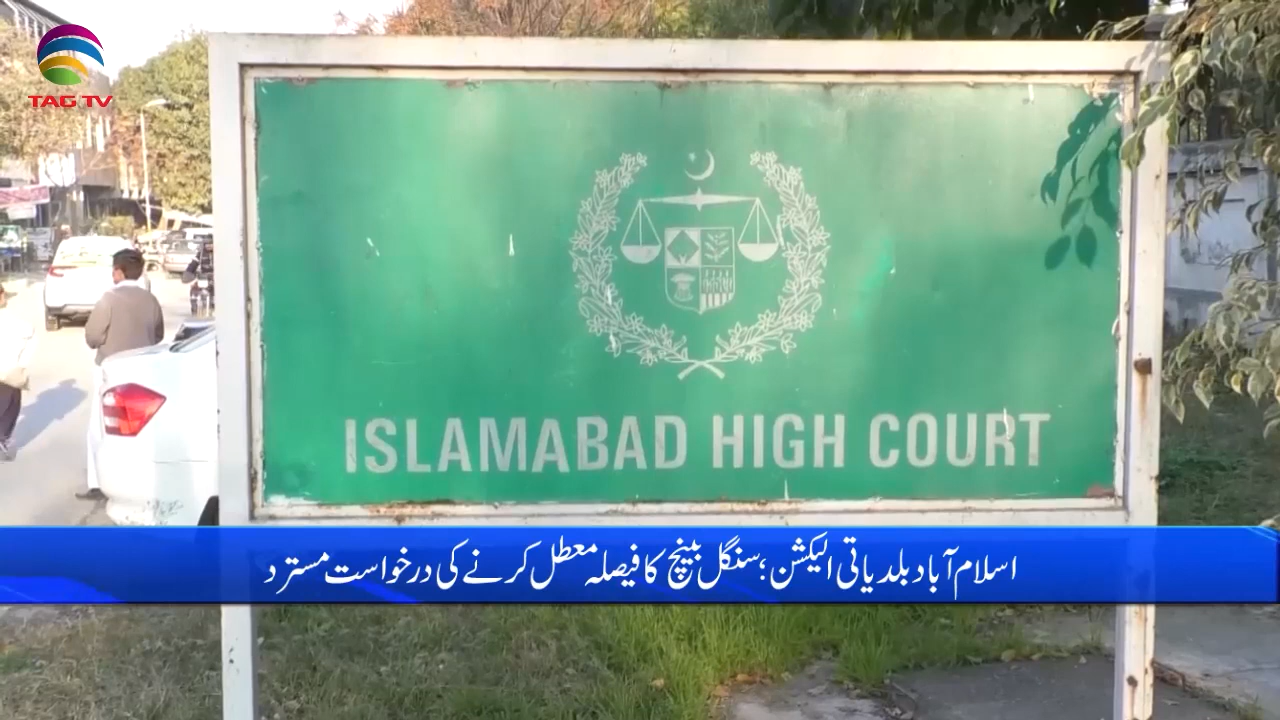 TAG TV
ISLAMABAD HIGH COURT
اسلام آباد بلدیاتی الیکشن؛ سنگل بینچ کا فیصلہ معطل کرنے کی درخواست مسترد